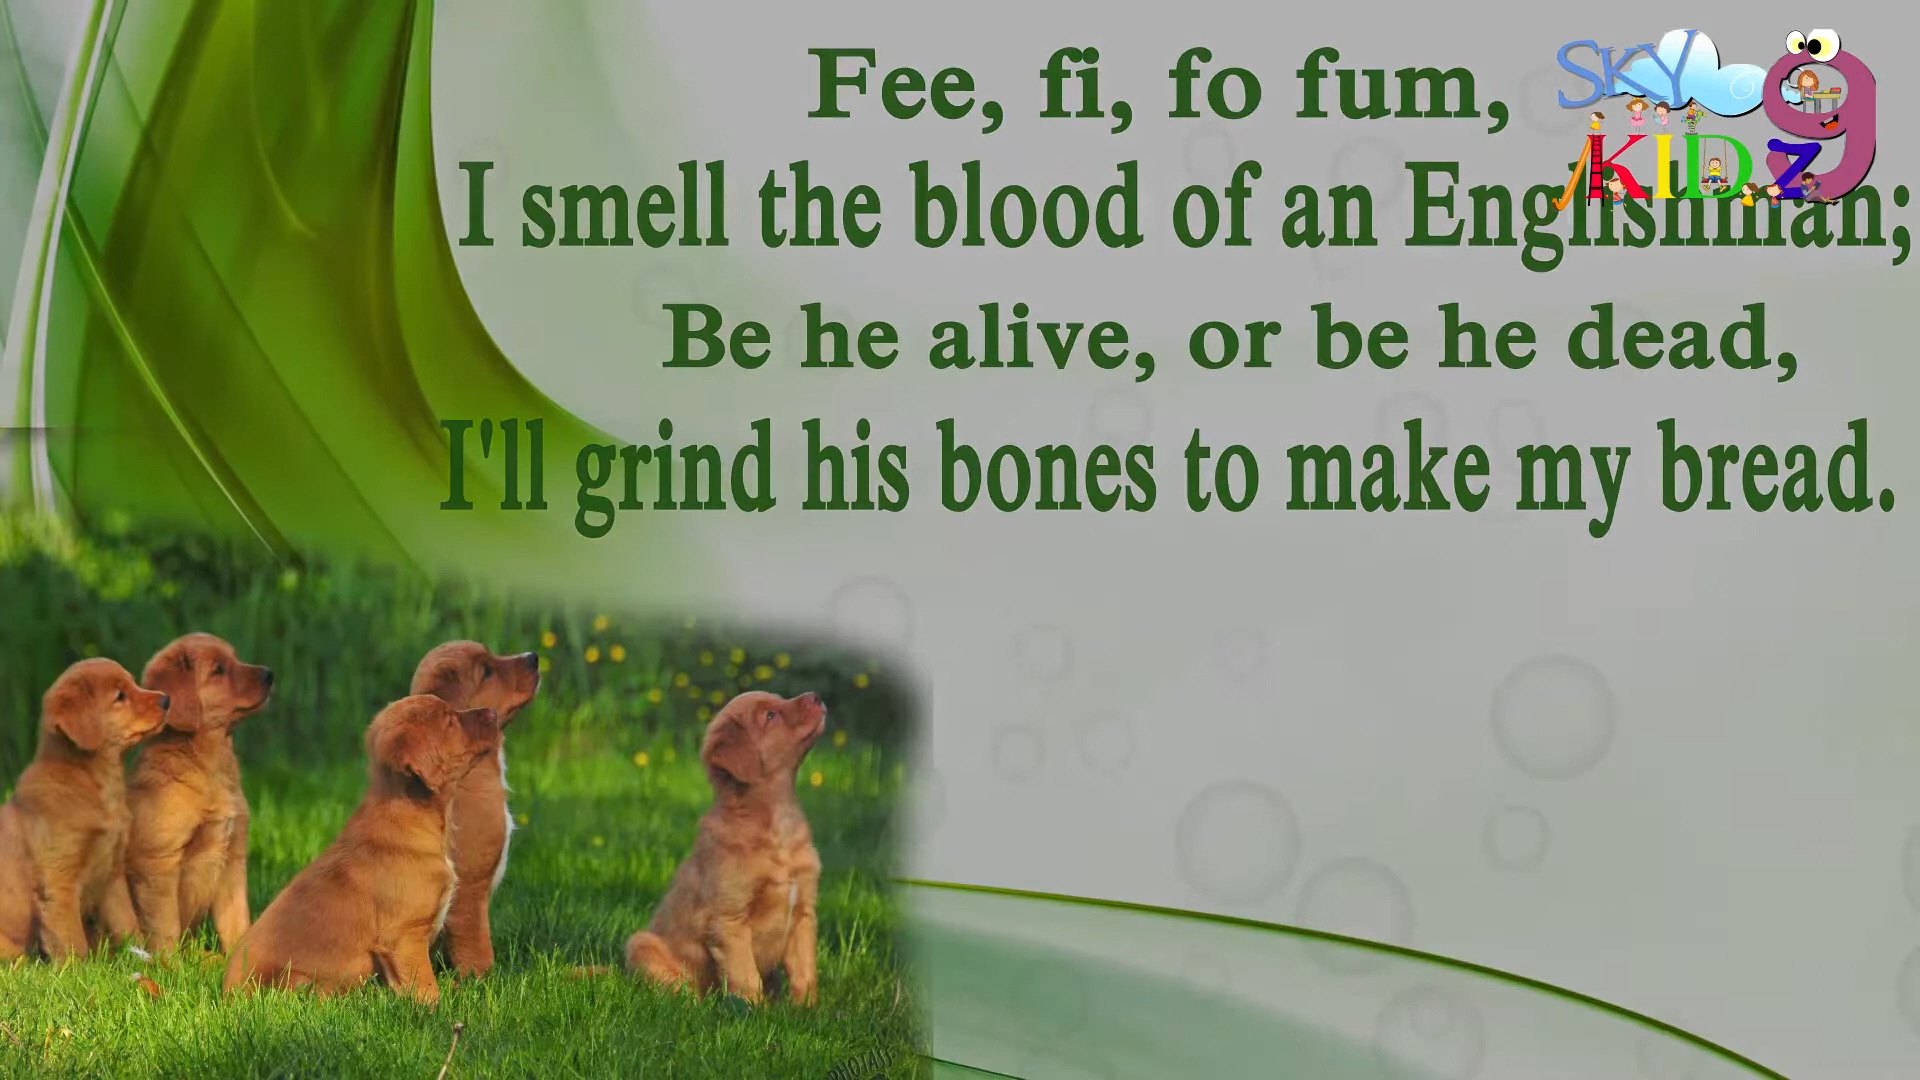 Fee, fi, fo fum,
I smell the blood of an Englishman;
Be he alive, or be he dead,
I'll grind his bones to make my bread.
SKY
KIDZ
9